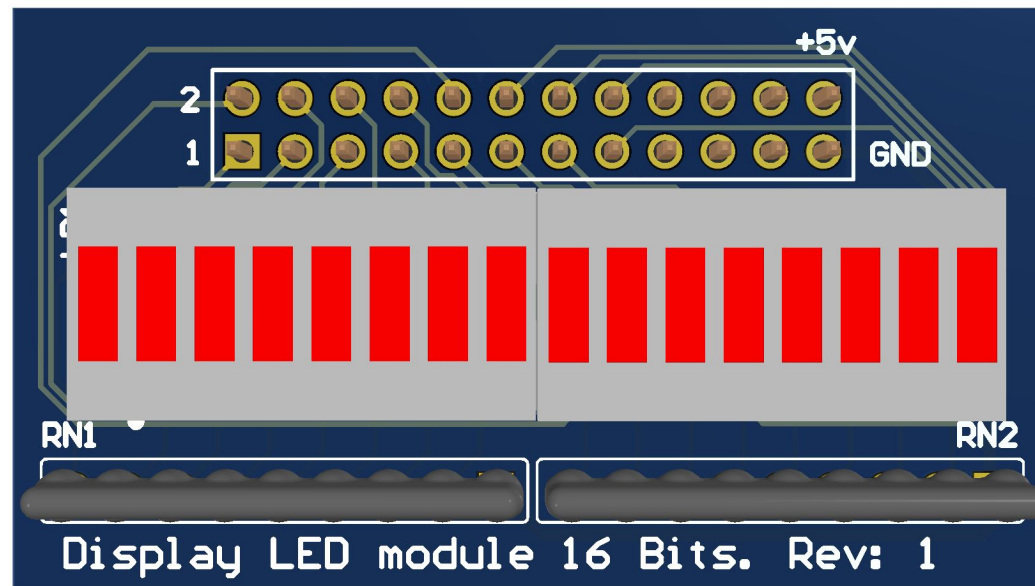 +5v
2
1
GND
RN1
RN2
Display LED module 16 Bits. Rev: 1